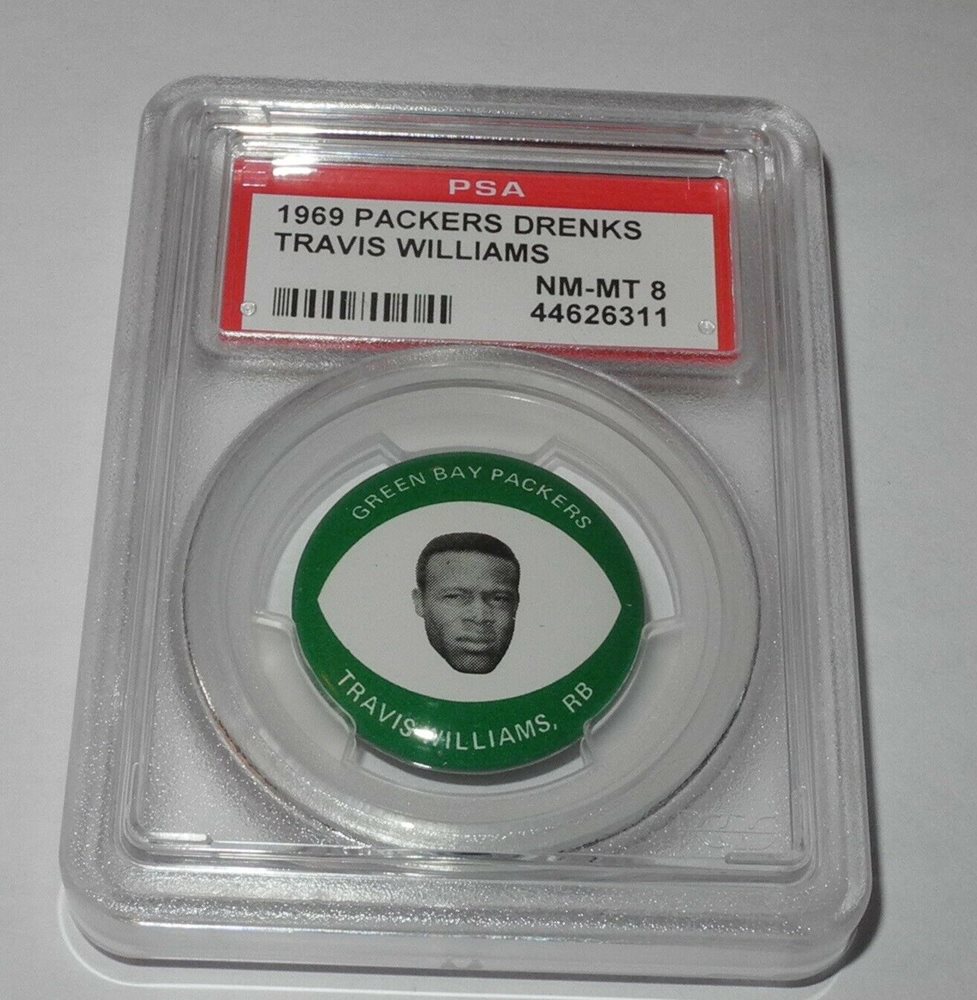 PSA
1969 PACKERS DRENKS
TRAVIS WILLIAMS
NM-MT 8
44626311
GREEN BAY PACKERS
TRAVIS WILLIAMS, RB